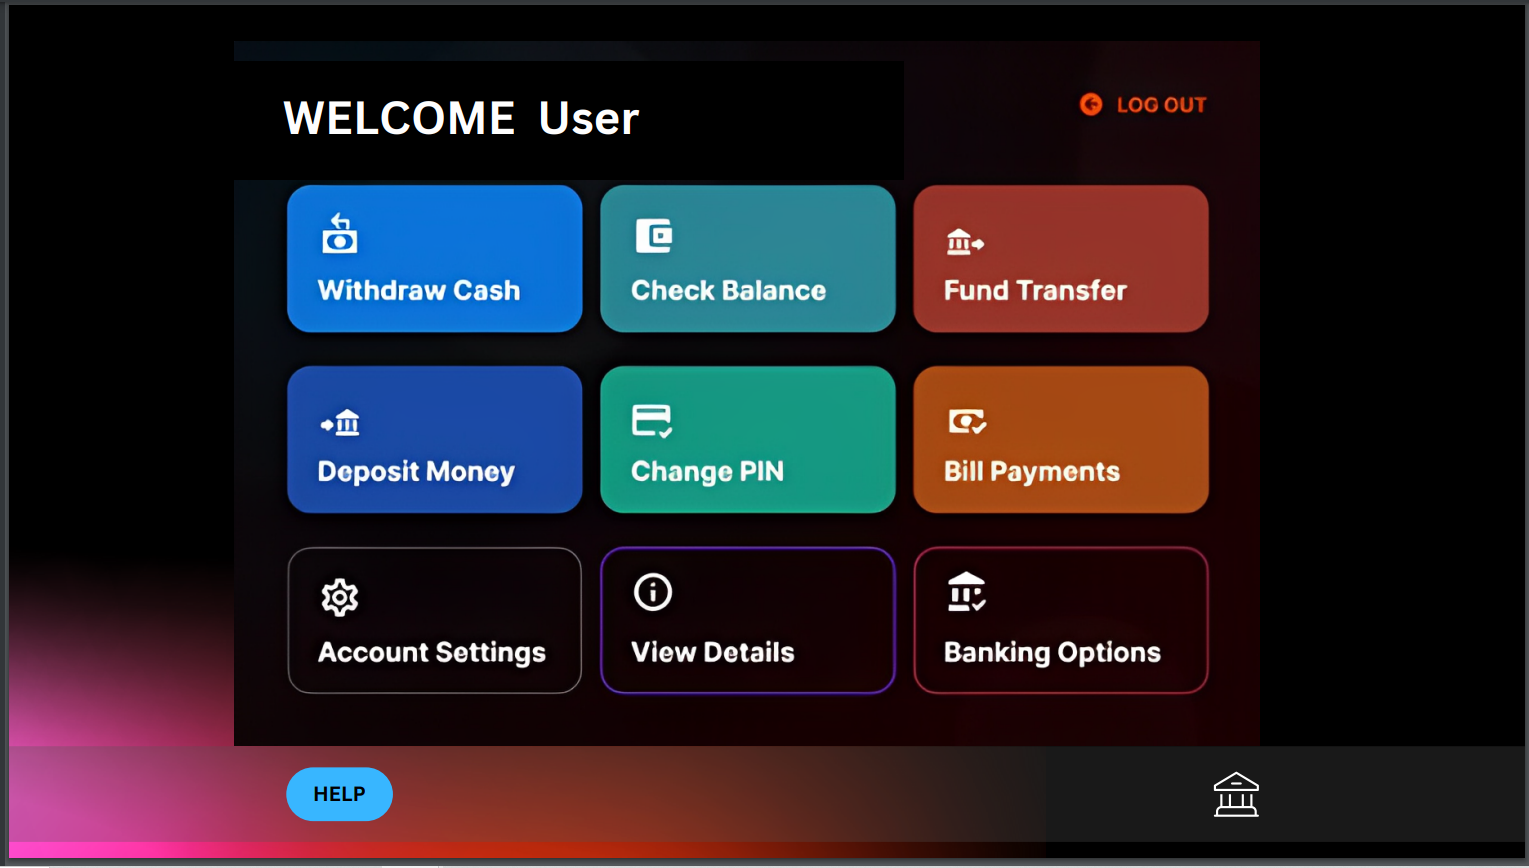 WELCOME User
LOG OUT
Withdraw Cash
Check Balance
Fund Transfer
Deposit Money
Change PIN
Bill Payments
Account Settings
View Details
Banking Options
HELP